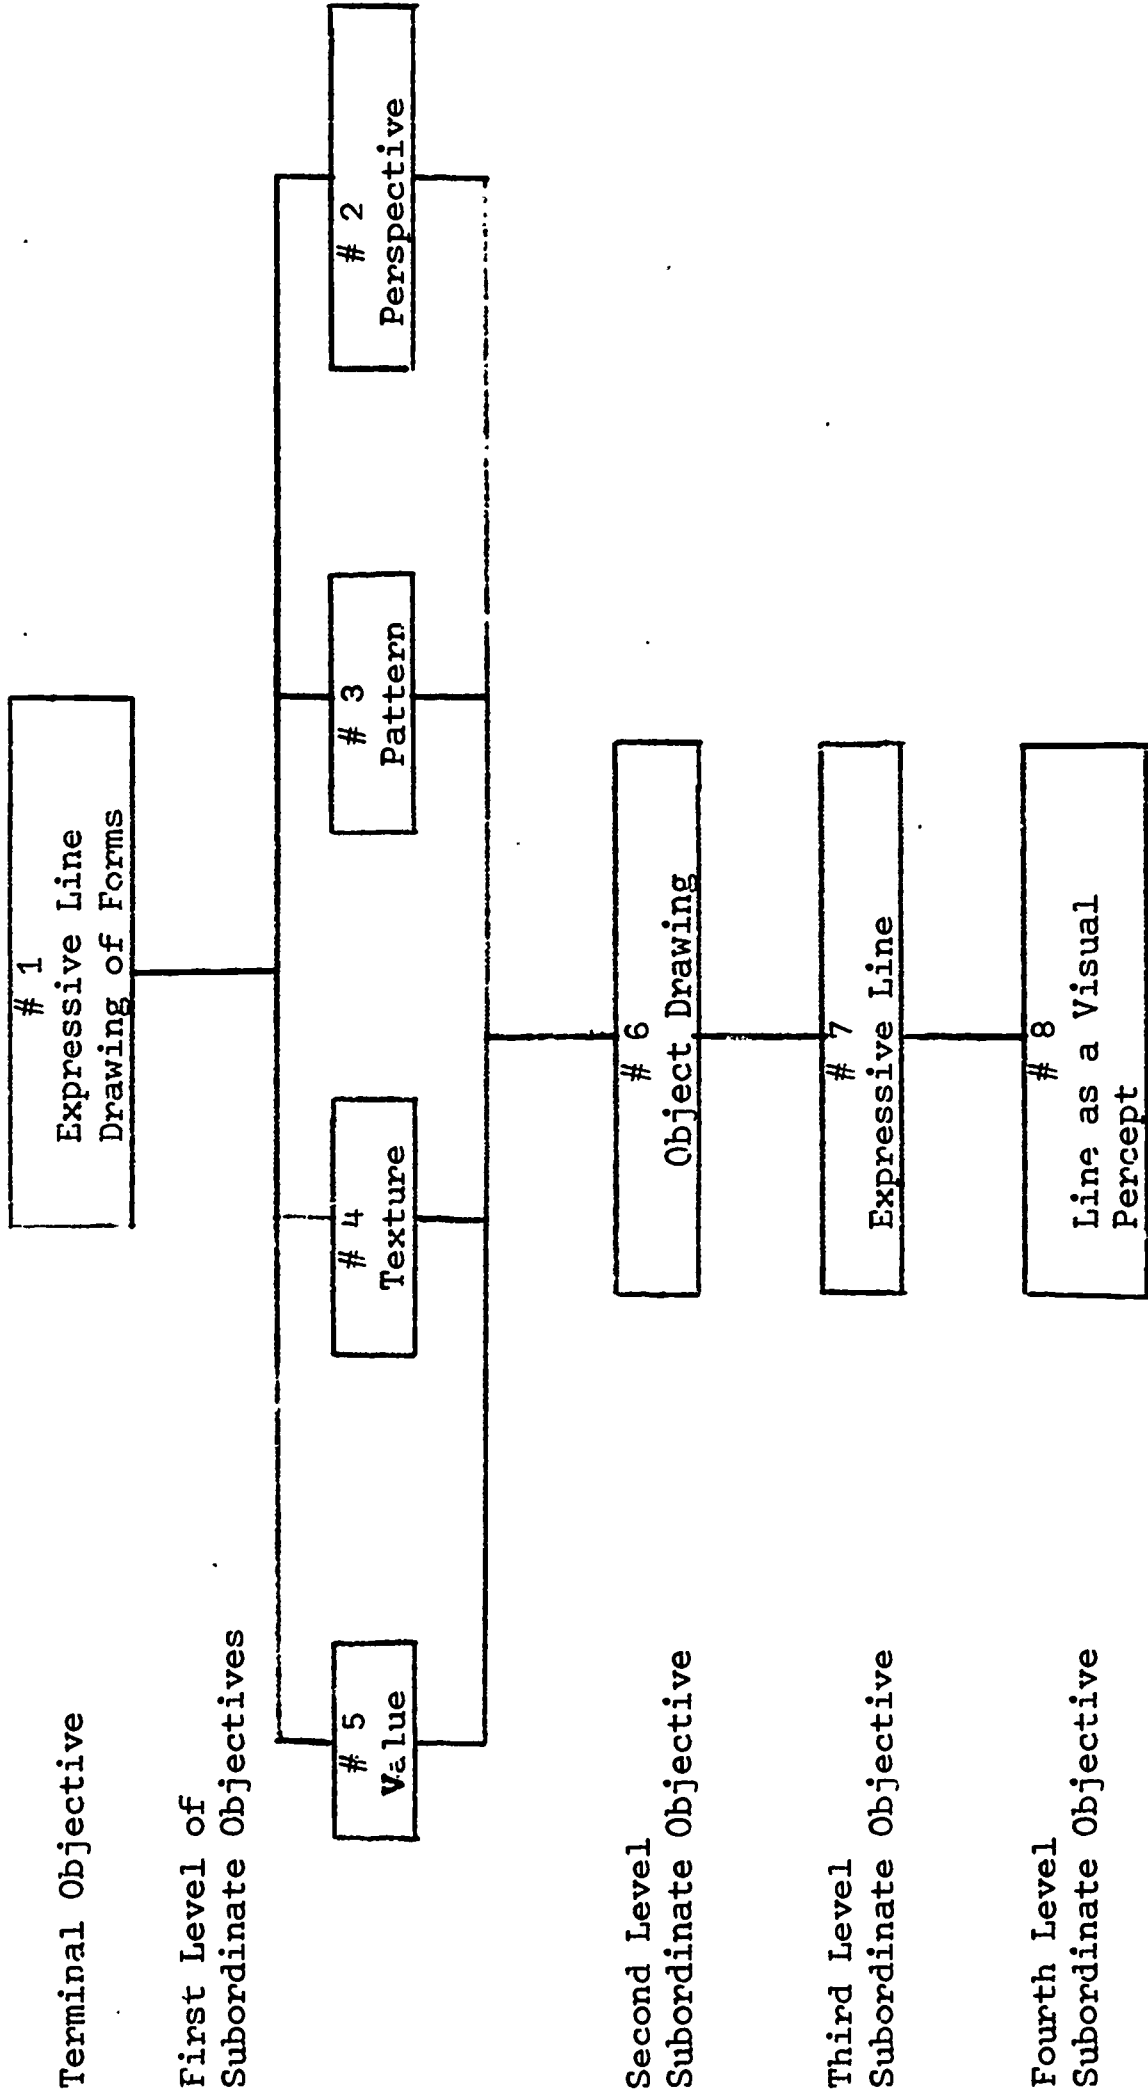 Terminal Objective
# 1
Expressive Line
Drawing of Forms
First Level of
Subordinate Objectives
# 5
Value
# 4
Texture
# 3
Pattern
# 2
Perspective
Second Level
Subordinate Objective
# 6
Object Drawing
Third Level
Subordinate Objective
# 7
Expressive Line
Fourth Level
Subordinate Objective
# 8
Line as a Visual
Percept